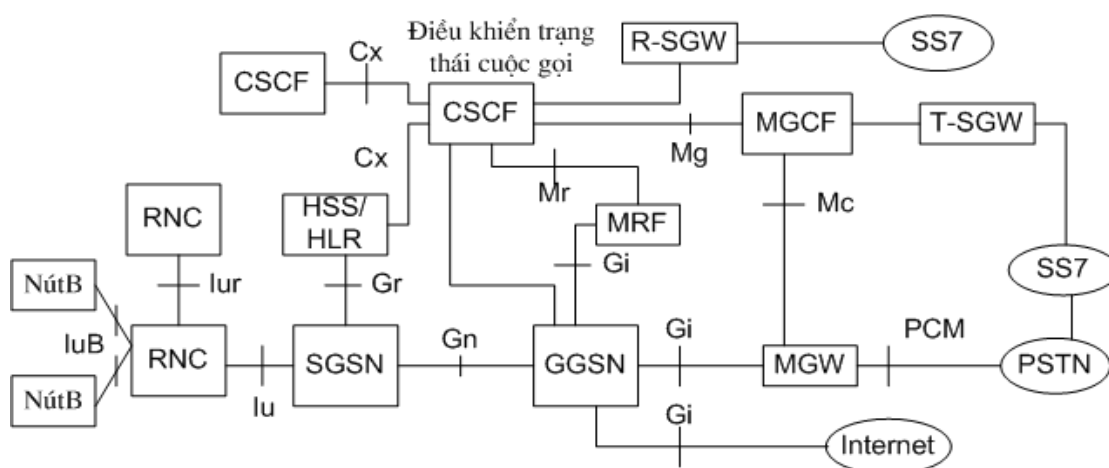 Điều khiển trạng
thái cuộc gọi
R-SGW
SS7
Cx
CSCF
CSCF
MGCF
T-SGW
Cx
Mg
Mr
HSS/
HLR
RNC
MRF
Mc
Gi
SS7
NútB
Iur
Gr
IuB
RNC
Iu
SGSN
Gn
GGSN
Gi
MGW
PCM
PSTN
NútB
Gi
Internet